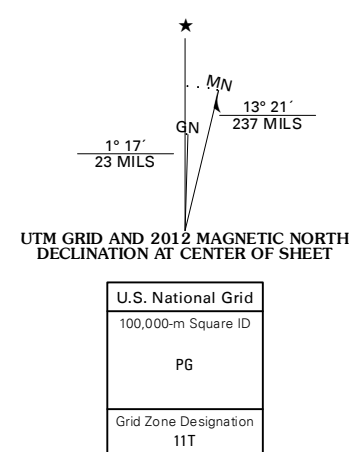 ★
MN
13° 21´
237 MILS
GN
1° 17´
23 MILS
UTM GRID AND 2012 MAGNETIC NORTH
DECLINATION AT CENTER OF SHEET
U.S. National Grid
100,000-m Square ID
PG
Grid Zone Designation
11T